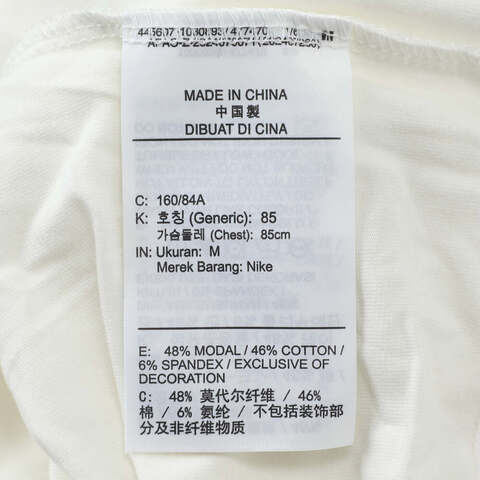 MADE IN CHINA
中国製
DIBUAT DI CINA
C: 160/84A
K: 호칭 (Generic): 85
가슴둘레 (Chest): 85cm
IN: Ukuran: M
Merek Barang: Nike
E: 48% MODAL / 46% COTTON /
6% SPANDEX / EXCLUSIVE OF
DECORATION
C: 48% 莫代尔纤维 / 46%
棉 / 6% 氨纶 / 不包括装饰部
分及非纤维物质